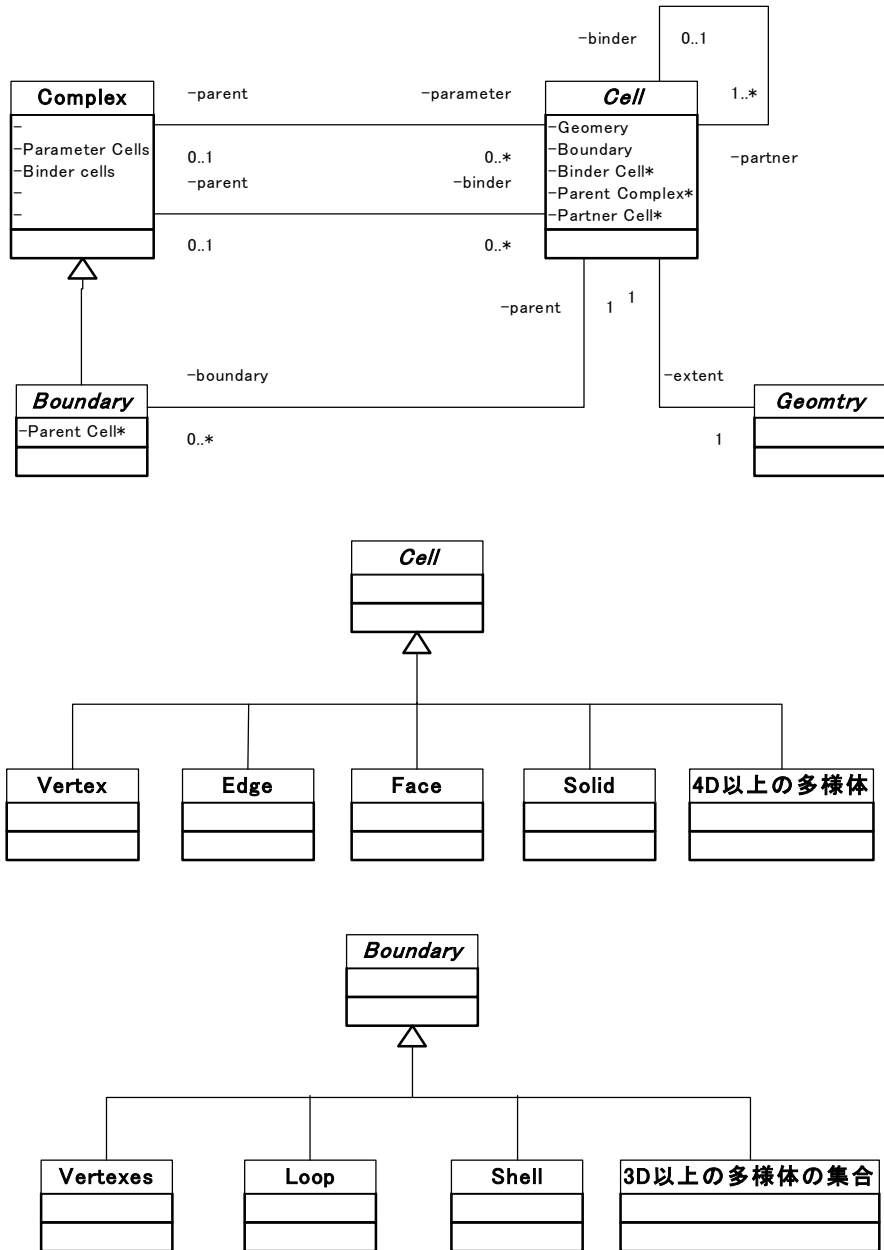 -binder 0..1
Complex
-
-Parameter Cells
-Binder cells
-
-
-parent -parameter
0..1 0..*
-parent -binder
0..1 0..*
Cell
-Geomery
-Boundary
-Binder Cell*
-Parent Complex*
-Partner Cell*
1..*
-partner
-parent 1 1
-boundary
0..*
-extent
1
Boundary
-Parent Cell*
Geomtry
Cell
Vertex
Edge
Face
Solid
4D以上の多様体
Boundary
Vertexes
Loop
Shell
3D以上の多様体の集合